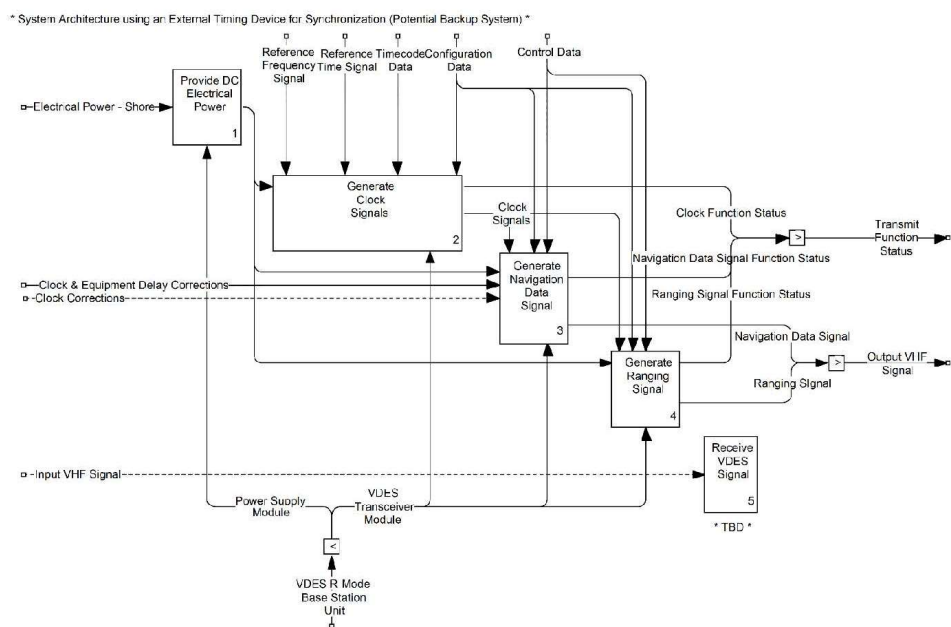 * System Architecture using an External Timing Device for Synchronization (Potential Backup System) *
Reference
Frequency
Signal
Reference
Time Signal
Timecode
Data
Configuration
Data
Control Data
Electrical Power - Shore
Provide DC
Electrical
Power
1
Generate
Clock
Signals
2
Clock
Signals
Clock Function Status
Transmit
Function
Status
>
Navigation Data Signal Function Status
Generate
Navigation
Data
Signal
3
Clock & Equipment Delay Corrections
Clock Corrections
Ranging Signal Function Status
Navigation Data Signal
Output VHF
Signal
>
Ranging Signal
Generate
Ranging
Signal
4
Input VHF Signal
Receive
VDES
Signal
5
* TBD *
Power Supply
Module
VDES
Transceiver
Module
<
VDES R Mode
Base Station
Unit